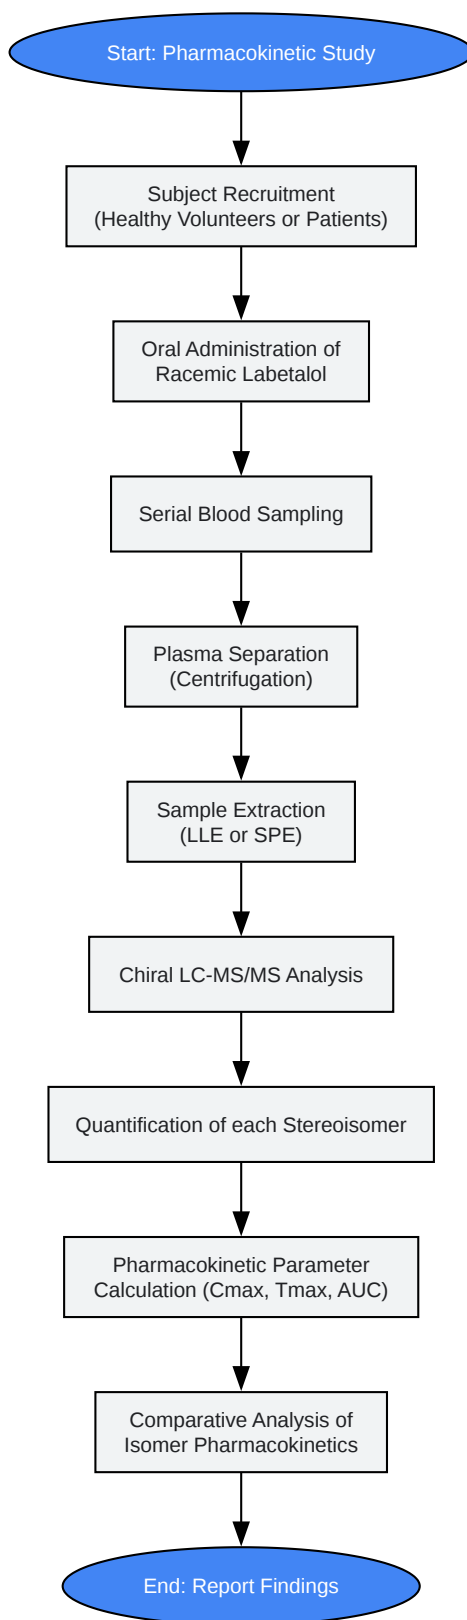 Start: Pharmacokinetic Study
Subject Recruitment
(Healthy Volunteers or Patients)
Oral Administration of
Racemic Labetalol
Serial Blood Sampling
Plasma Separation
(Centrifugation)
Sample Extraction
(LLE or SPE)
Chiral LC-MS/MS Analysis
Quantification of each Stereoisomer
Pharmacokinetic Parameter
Calculation (Cmax, Tmax, AUC)
Comparative Analysis of
Isomer Pharmacokinetics
End: Report Findings